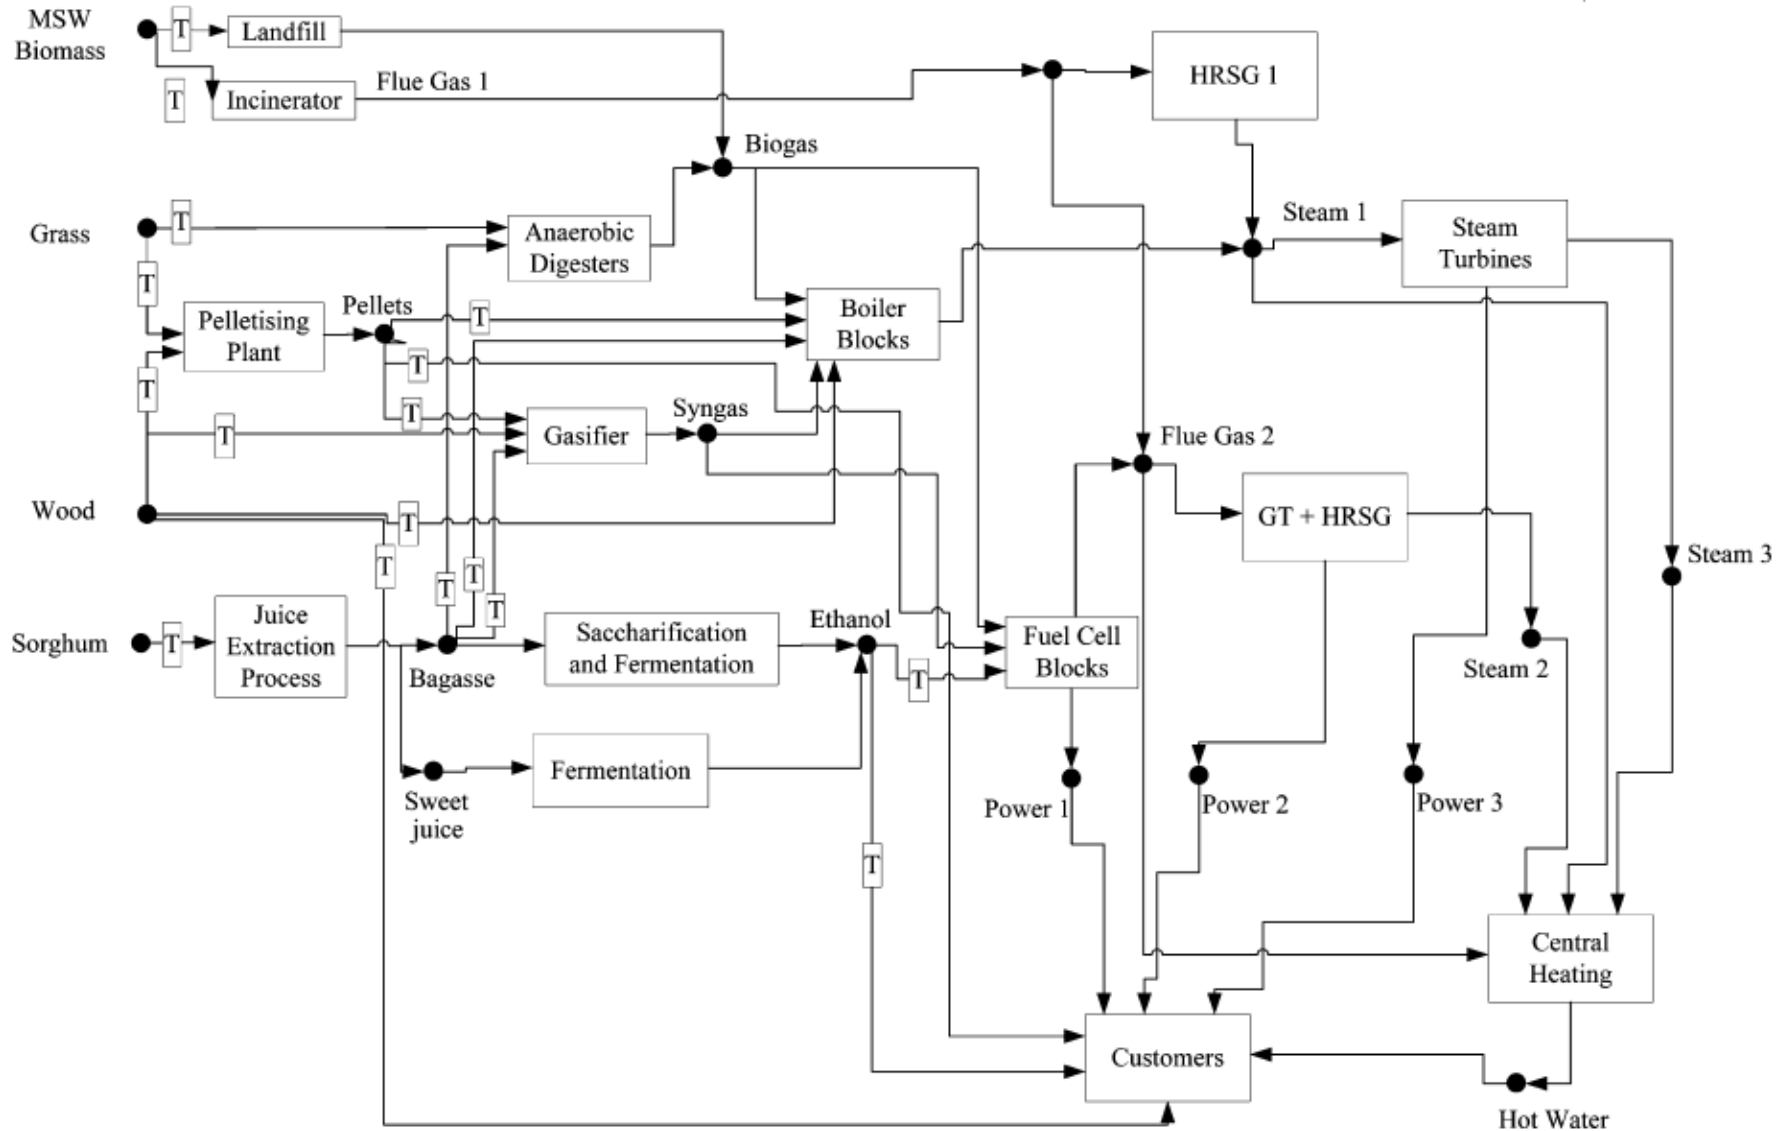 MSW
Biomass
T
Landfill
T
Incinerator
Flue Gas 1
HRSG 1
Biogas
Grass
T
Anaerobic
Digesters
Steam 1
Steam
Turbines
T
Pelletising
Plant
Pellets
T
Boiler
Blocks
T
T
T
T
Gasifier
Syngas
Flue Gas 2
Wood
T
T
GT + HRSG
Steam 3
Sorghum
T
Juice
Extraction
Process
T
T
T
Bagasse
Saccharification
and Fermentation
Ethanol
T
Fuel Cell
Blocks
Steam 2
Sweet
juice
Fermentation
Power 1
Power 2
Power 3
T
Central
Heating
Customers
Hot Water